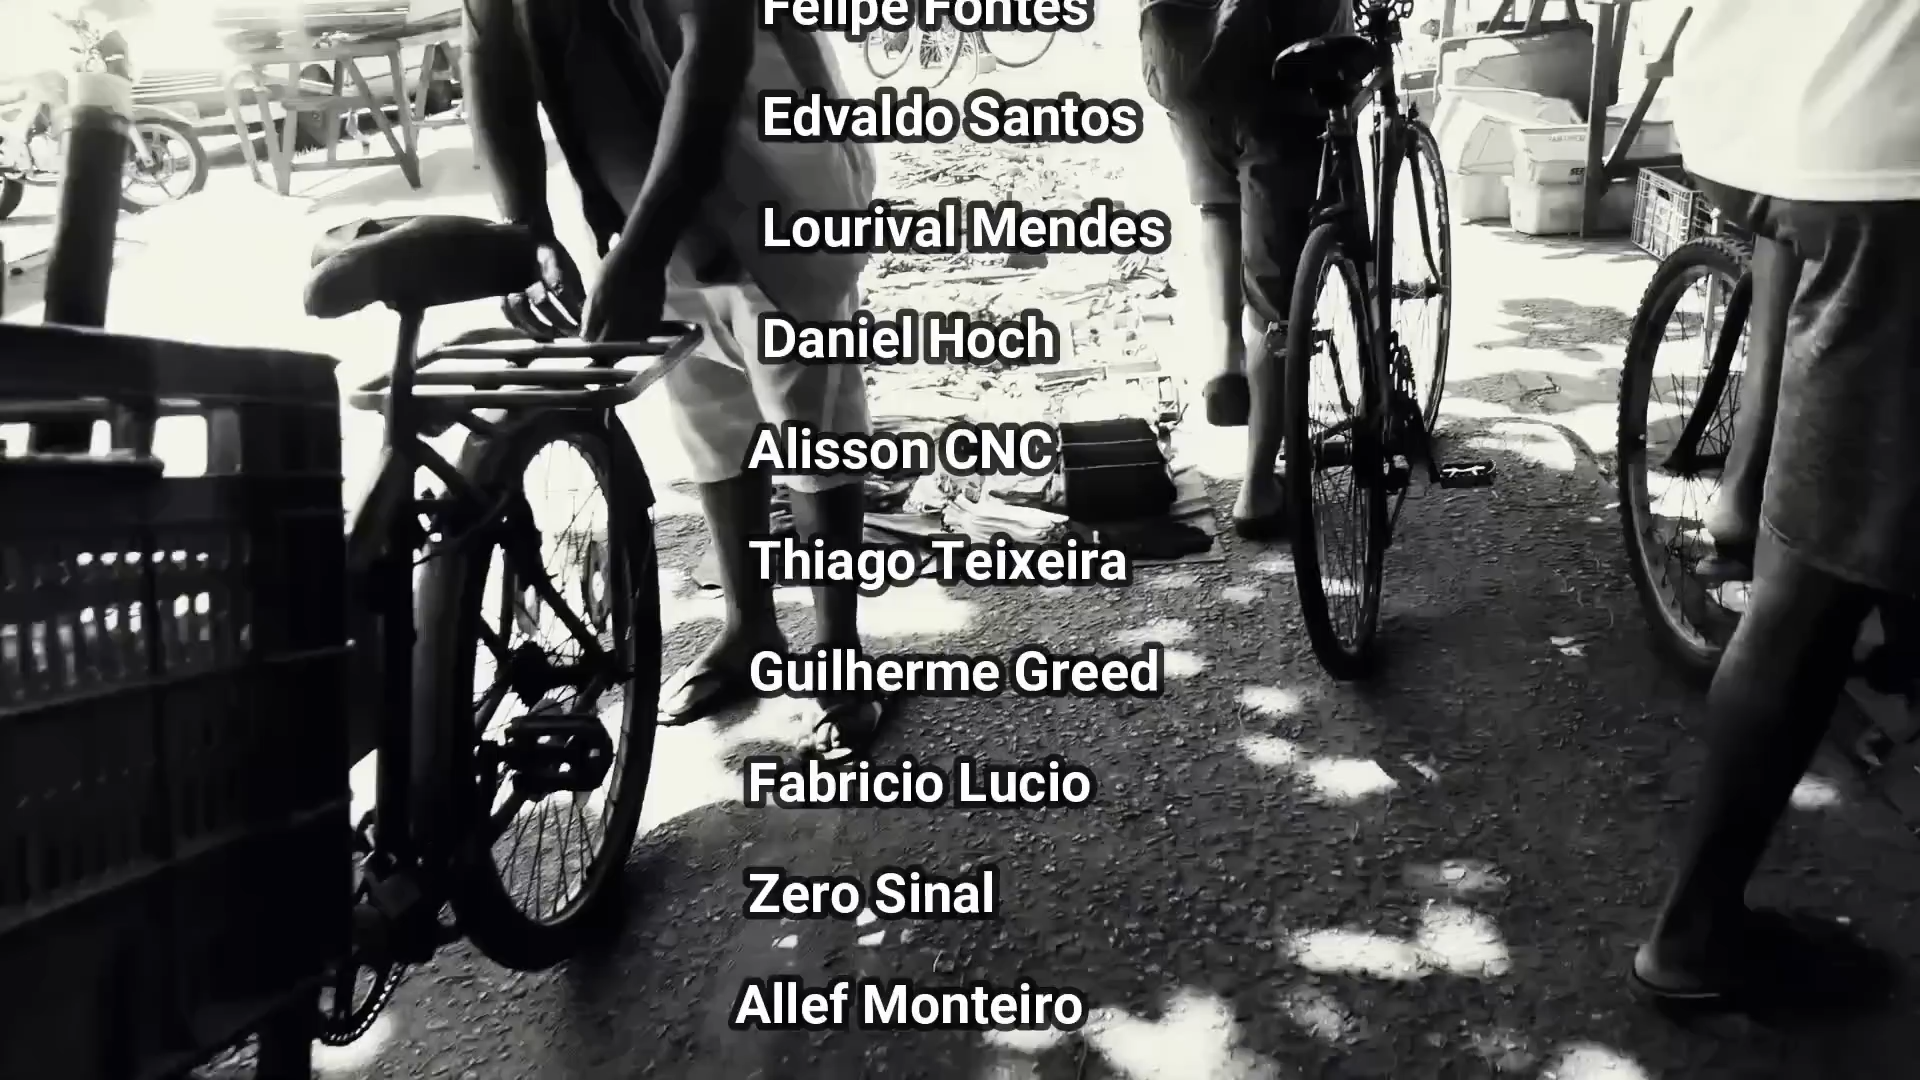 Felipe Fontes
Edvaldo Santos
Lourival Mendes
Daniel Hoch
Alisson CNC
Thiago Teixeira
Guilherme Greed
Fabricio Lucio
Zero Sinal
Allef Monteiro